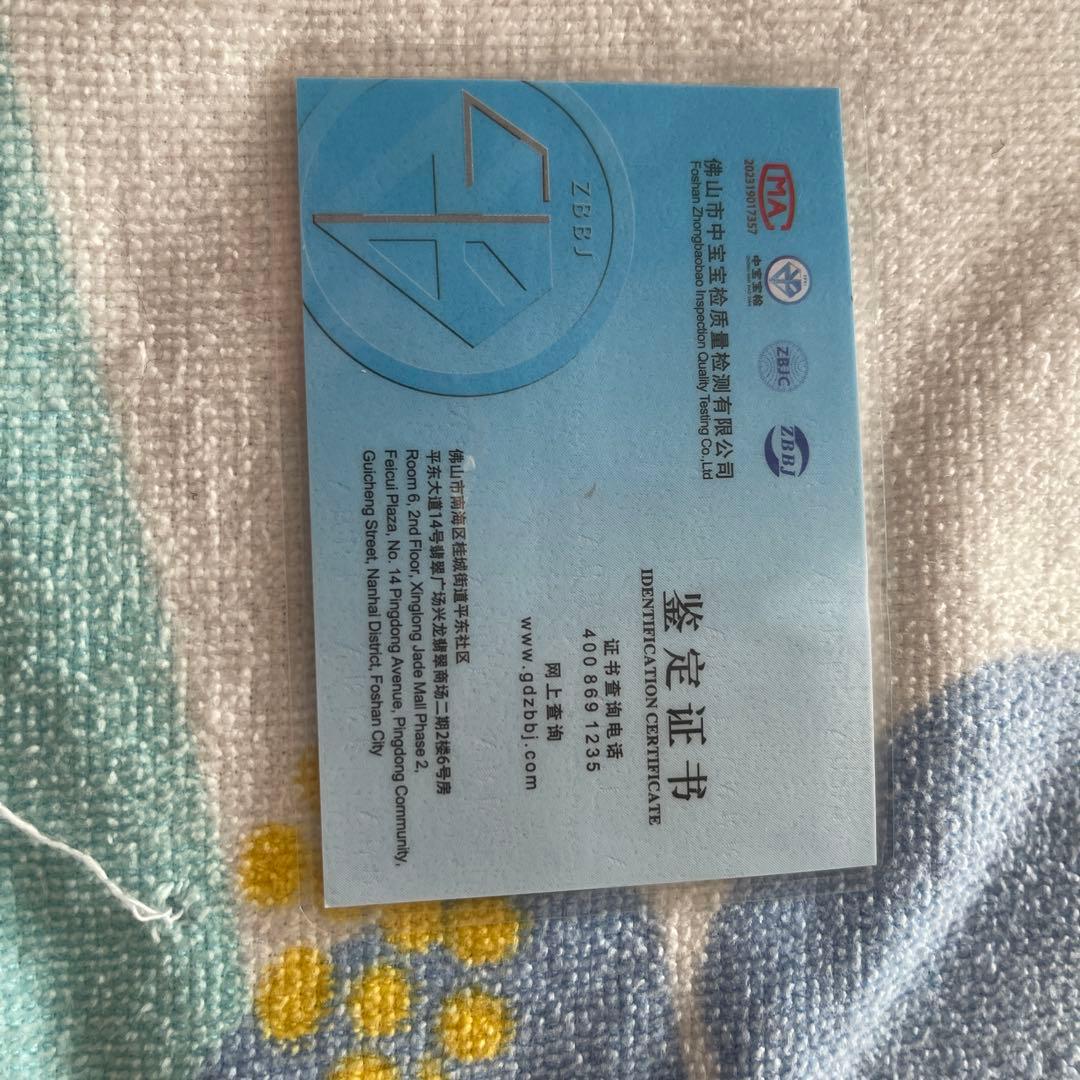 CMA
202319017357
中宝宝检
ZBJC
ZBBJ
佛山市中宝宝检质量检测有限公司
Foshan Zhongbaobao Inspection Quality Testing Co.,Ltd
ZBBJ
鉴定证书
IDENTIFICATION CERTIFICATE
证书查询电话
4008691235
网上查询
www.gdzbbj.com
佛山市南海区桂城街道平东社区
平东大道14号翡翠广场兴龙翡翠商场二期2楼6号房
Room 6, 2nd Floor, Xinglong Jade Mall Phase 2,
Feicui Plaza, No. 14 Pingdong Avenue, Pingdong Community,
Guicheng Street, Nanhai District, Foshan City